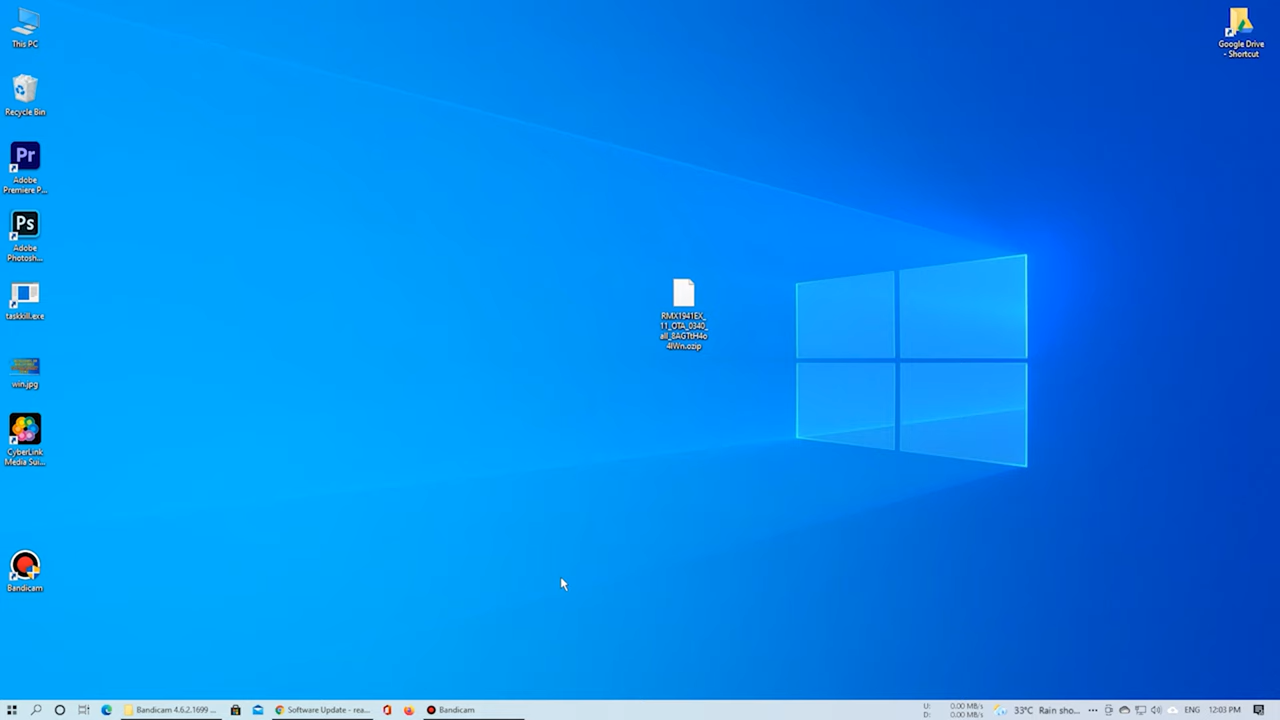 This PC
Recycle Bin
Pr
Adobe
Premiere P...
Ps
Adobe
Photosh...
taskkill.exe
win.jpg
CyberLink
Media Sui...
Bandicam
RMX1941EX_
11_OTA_0340_
all_8AGTtH4o
4IWn.ozip
Google Drive
- Shortcut
Bandicam 4.6.2.1699 ...
Software Update - rea...
Bandicam
U: 0.00 MB/s
D: 0.00 MB/s
33°C Rain sho...
ENG
12:03 PM